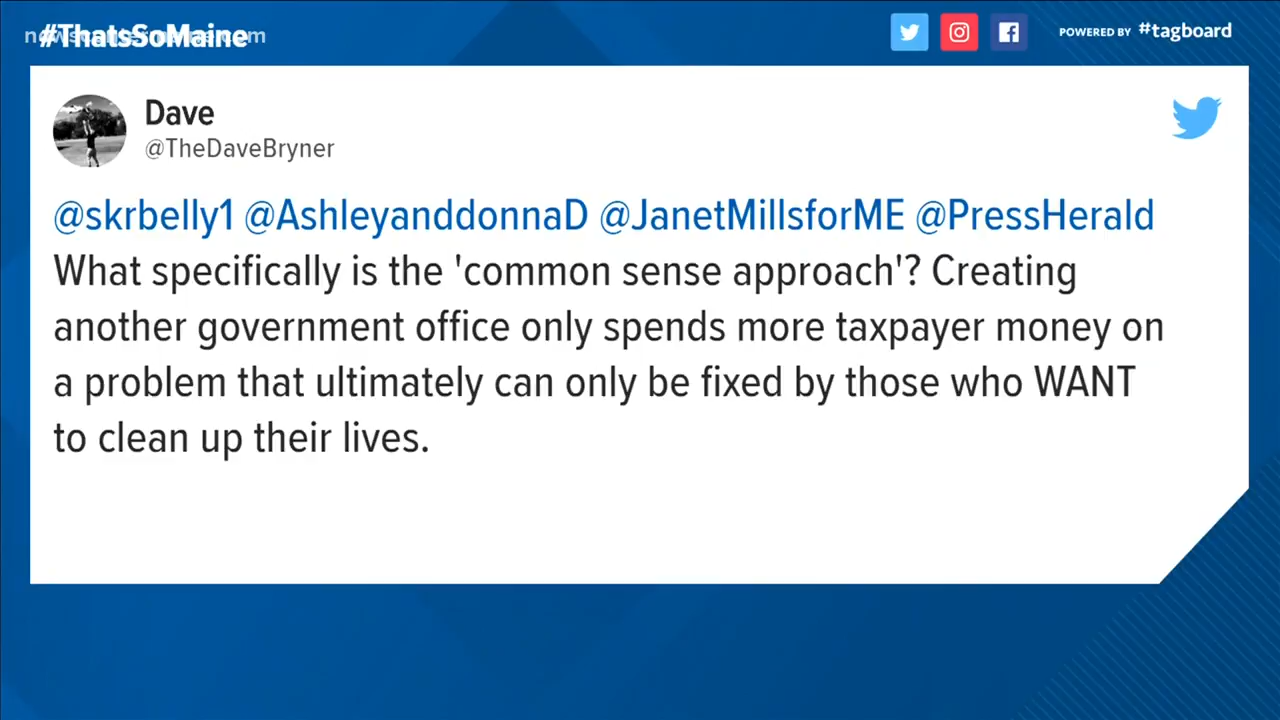 #ThatsSoMaine
newscentermaine.com
POWERED BY #tagboard
Dave
@TheDaveBryner
@skrbelly1 @AshleyanddonnaD @JanetMillsforME @PressHerald
What specifically is the 'common sense approach'? Creating
another government office only spends more taxpayer money on
a problem that ultimately can only be fixed by those who WANT
to clean up their lives.